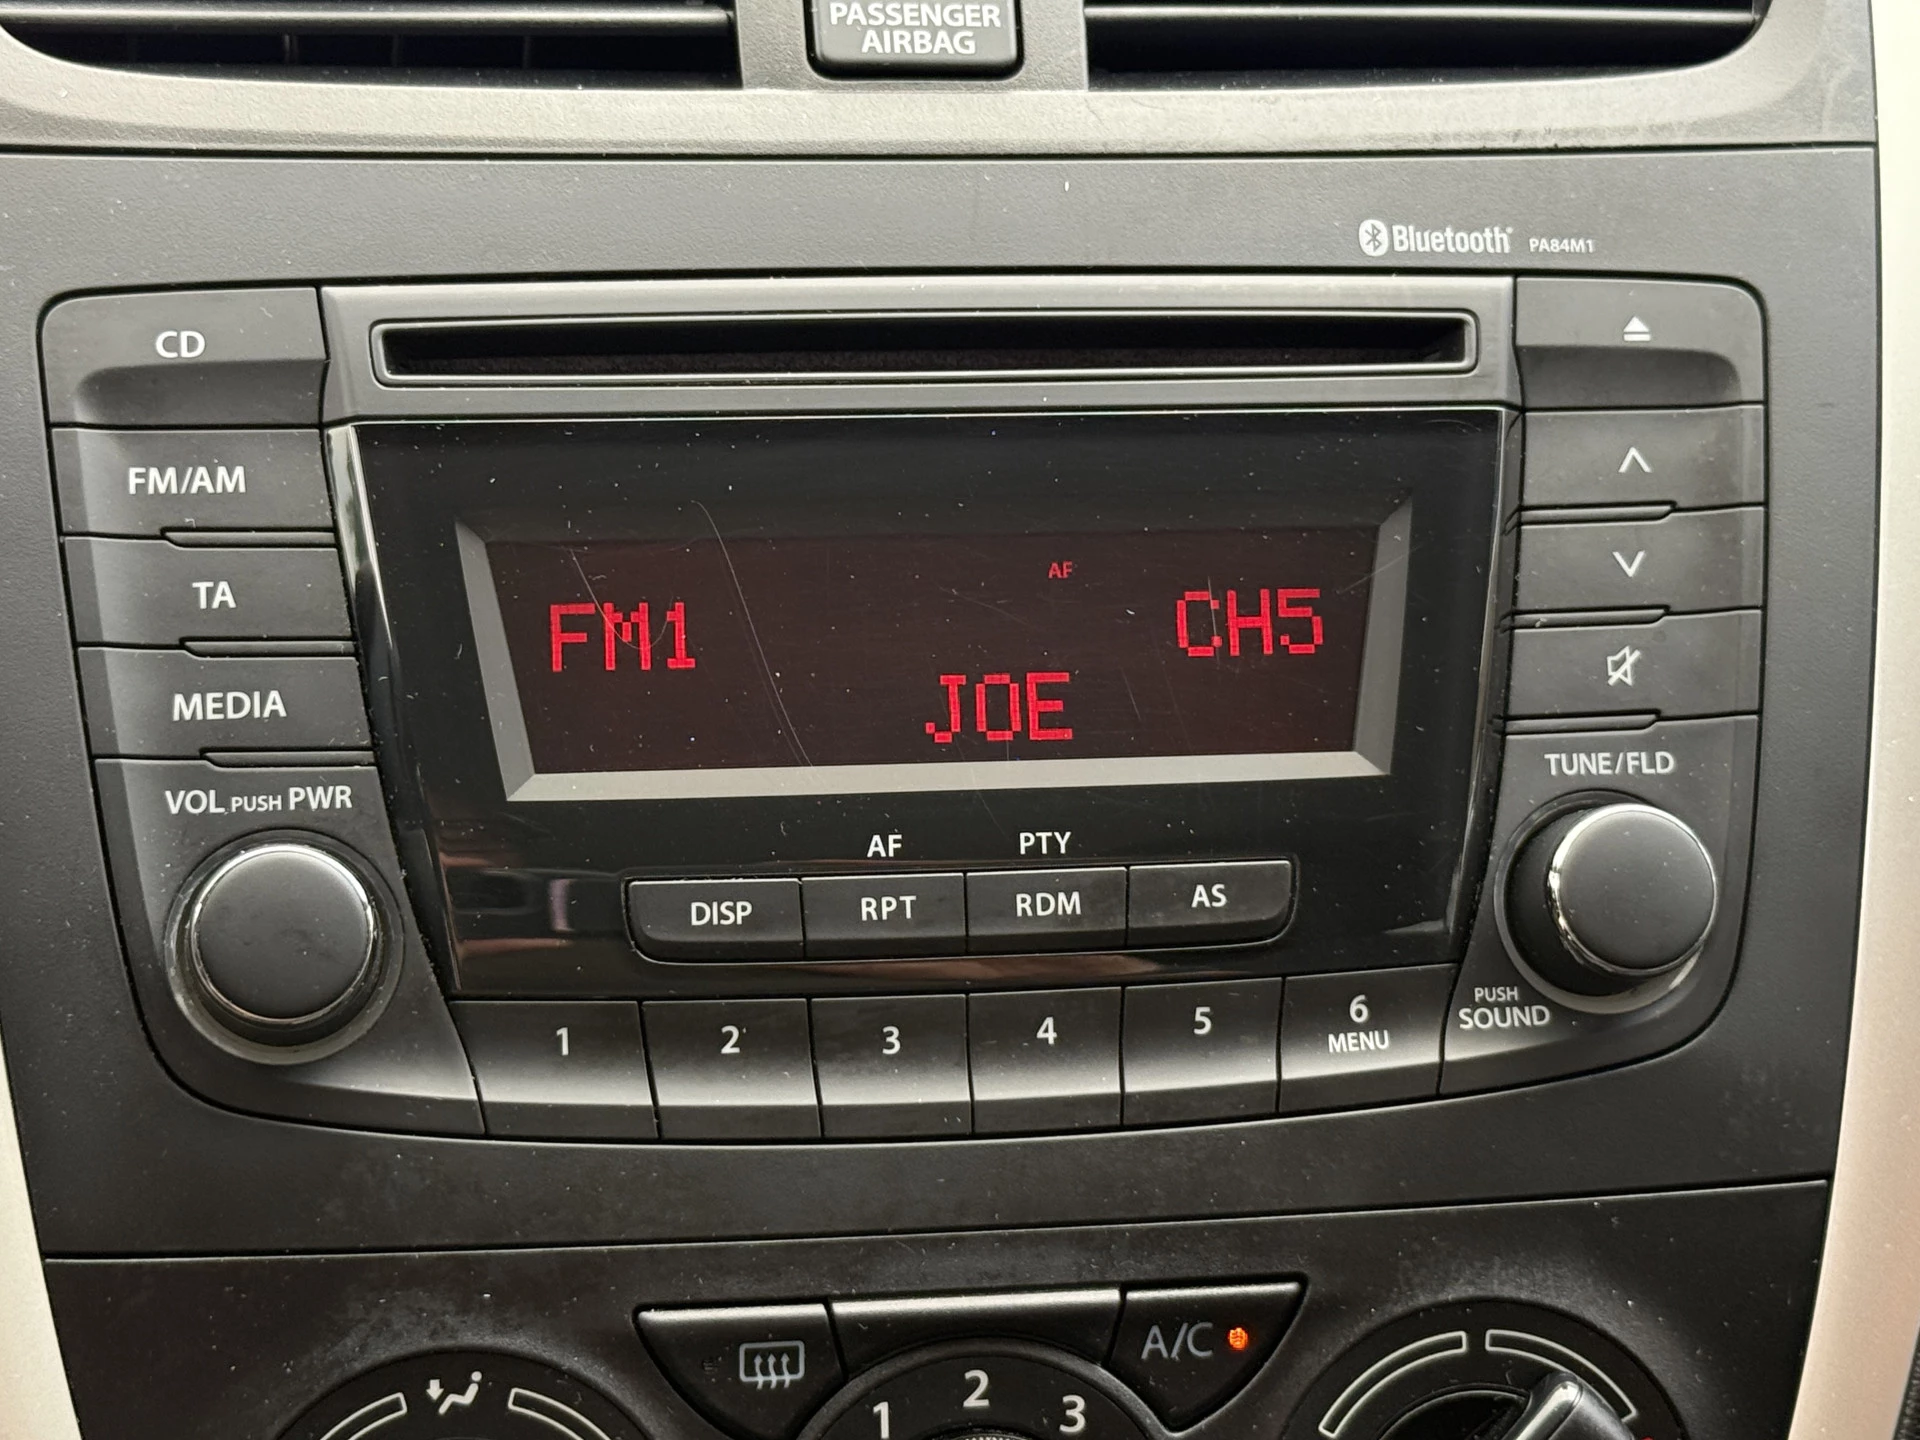 PASSENGER
AIRBAG
Bluetooth PA84M1
CD
FM/AM
TA
MEDIA
VOL PUSH PWR
AF
FM1
CH5
JOE
TUNE/FLD
AF PTY
DISP RPT RDM AS
PUSH
SOUND
1 2 3 4 5 6
MENU
A/C
1 2 3